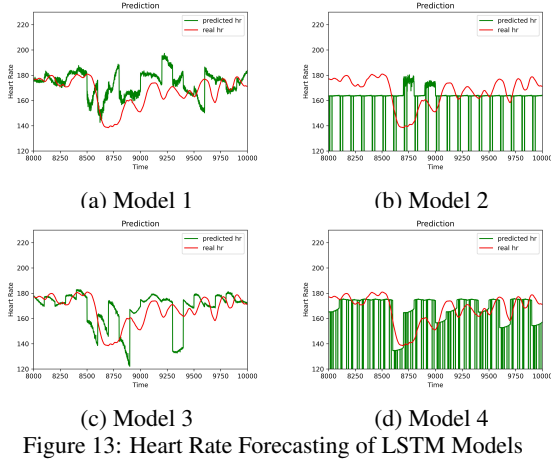 Prediction
220
200
180
160
140
120
Heart Rate
predicted hr
real hr
8000 8250 8500 8750 9000 9250 9500 9750 10000
Time
(a) Model 1
Prediction
220
200
180
160
140
120
Heart Rate
predicted hr
real hr
8000 8250 8500 8750 9000 9250 9500 9750 10000
Time
(b) Model 2
Prediction
220
200
180
160
140
120
Heart Rate
predicted hr
real hr
8000 8250 8500 8750 9000 9250 9500 9750 10000
Time
(c) Model 3
Prediction
220
200
180
160
140
120
Heart Rate
predicted hr
real hr
8000 8250 8500 8750 9000 9250 9500 9750 10000
Time
(d) Model 4
Figure 13: Heart Rate Forecasting of LSTM Models